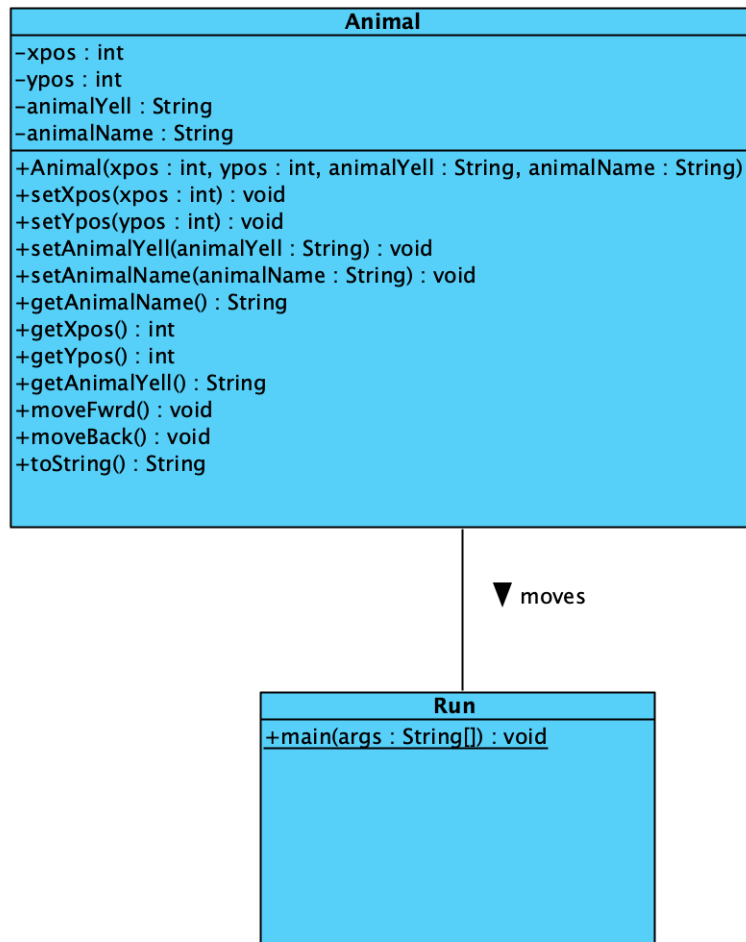 Animal
-xpos : int
-ypos : int
-animalYell : String
-animalName : String
+Animal(xpos : int, ypos : int, animalYell : String, animalName : String)
+setXpos(xpos : int) : void
+setYpos(ypos : int) : void
+setAnimalYell(animalYell : String) : void
+setAnimalName(animalName : String) : void
+getAnimalName() : String
+getXpos() : int
+getYpos() : int
+getAnimalYell() : String
+moveFwrd() : void
+moveBack() : void
+toString() : String
moves
Run
+main(args : String[]) : void